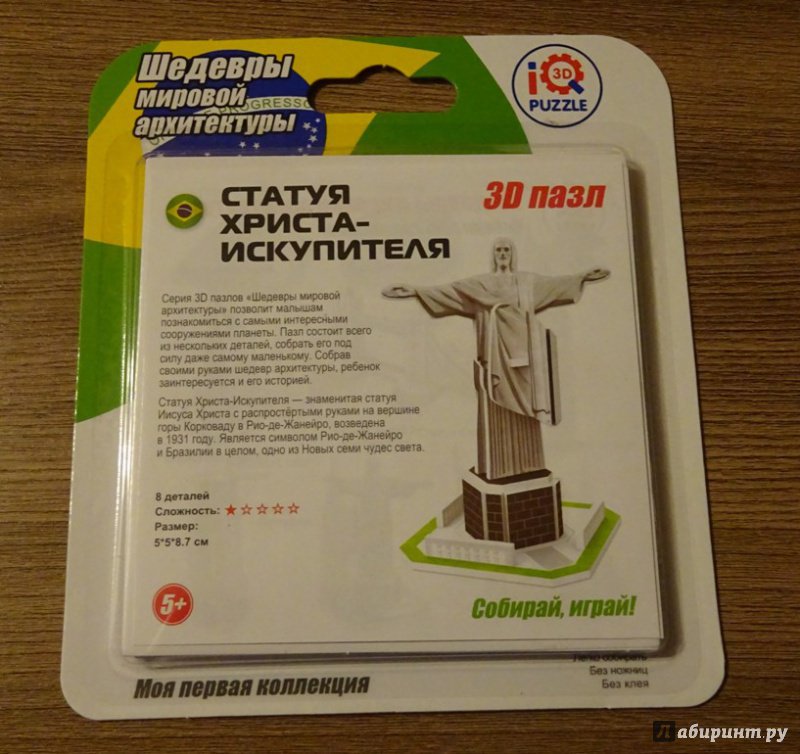 Шедевры
мировой
архитектуры
PROGRESSO
iQ 3D
PUZZLE
СТАТУЯ
ХРИСТА-
ИСКУПИТЕЛЯ
3D пазл
Серия 3D пазлов «Шедевры мировой
архитектуры» позволит малышам
познакомиться с самыми интересными
сооружениями планеты. Пазл состоит всего
из нескольких деталей, собрать его под
силу даже самому маленькому. Собрав
своими руками шедевр архитектуры, ребенок
заинтересуется и его историей.
Статуя Христа-Искупителя — знаменитая статуя
Иисуса Христа с распростёртыми руками на вершине
горы Корковаду в Рио-де-Жанейро, возведена
в 1931 году. Является символом Рио-де-Жанейро
и Бразилии в целом, одно из Новых семи чудес света.
8 деталей
Сложность:
Размер:
5*5*8.7 см
5+
Собирай, играй!
Легко собирать
Без ножниц
Без клея
Моя первая коллекция
Лабиринт.ру